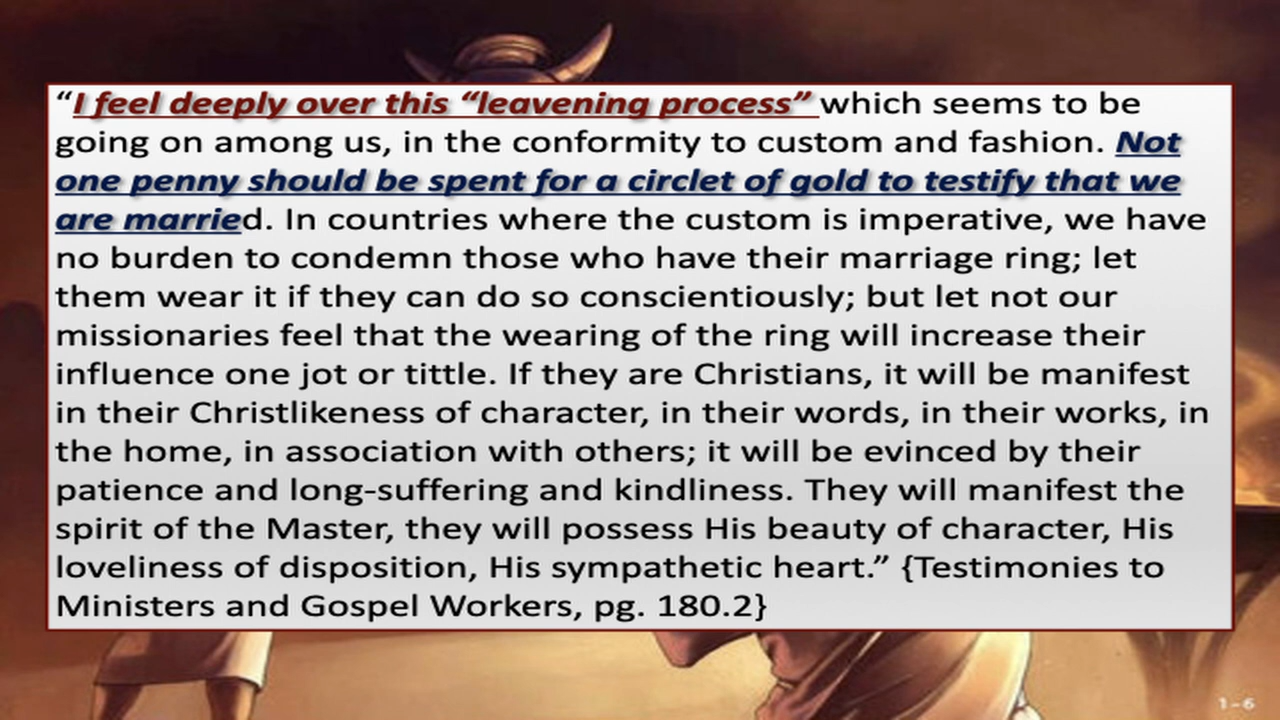 “I feel deeply over this “leavening process” which seems to be
going on among us, in the conformity to custom and fashion. Not
one penny should be spent for a circlet of gold to testify that we
are married. In countries where the custom is imperative, we have
no burden to condemn those who have their marriage ring; let
them wear it if they can do so conscientiously; but let not our
missionaries feel that the wearing of the ring will increase their
influence one jot or tittle. If they are Christians, it will be manifest
in their Christlikeness of character, in their words, in their works, in
the home, in association with others; it will be evinced by their
patience and long-suffering and kindliness. They will manifest the
spirit of the Master, they will possess His beauty of character, His
loveliness of disposition, His sympathetic heart.” {Testimonies to
Ministers and Gospel Workers, pg. 180.2}
1-6